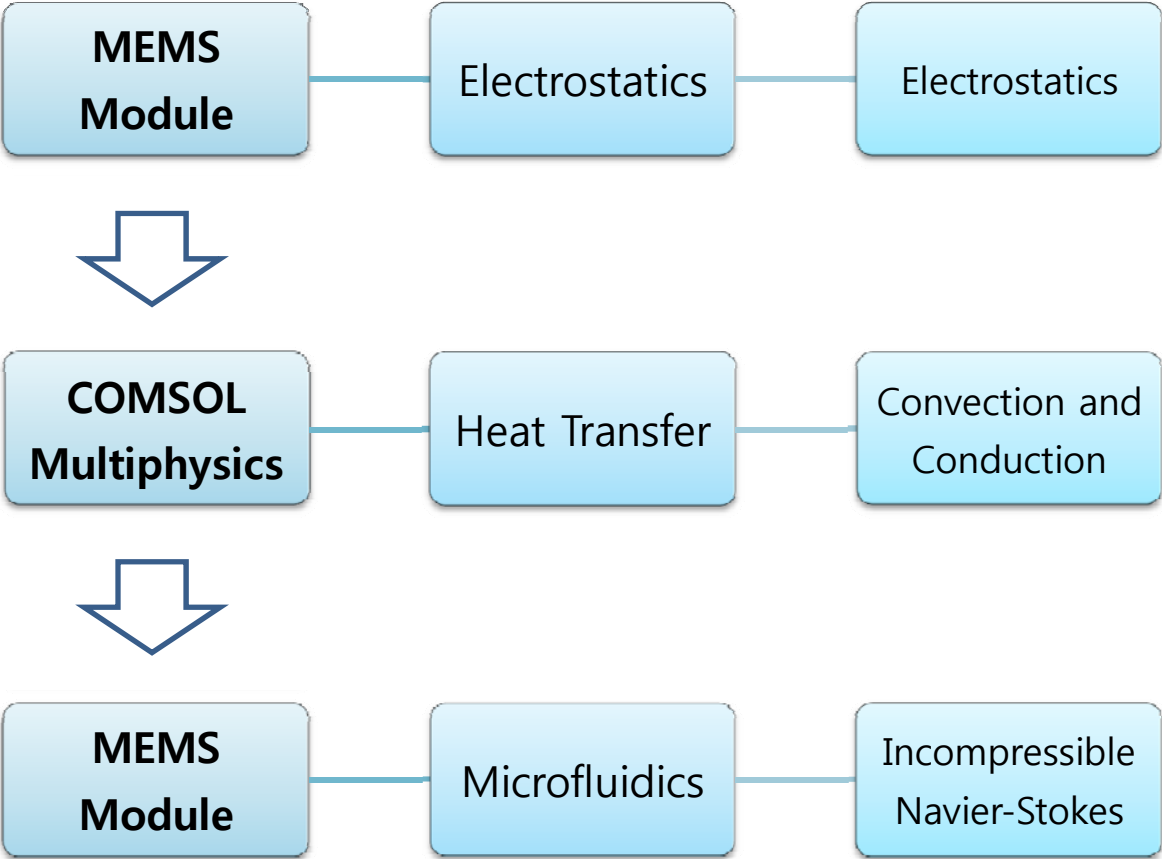 MEMS
Module
Electrostatics
Electrostatics
COMSOL
Multiphysics
Heat Transfer
Convection and
Conduction
MEMS
Module
Microfluidics
Incompressible
Navier-Stokes